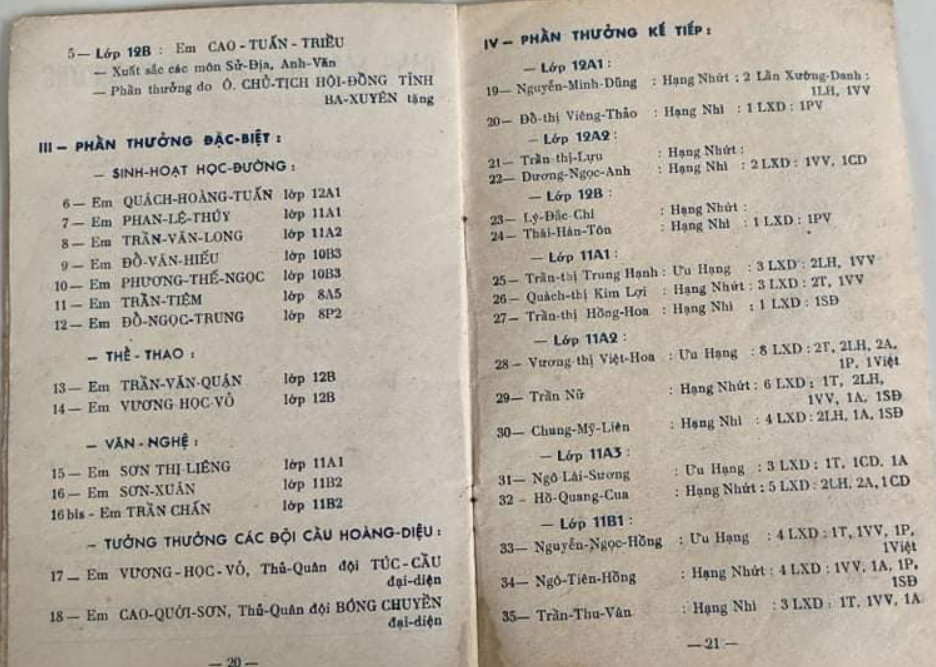 5 — Lớp 12B : Em CAO - TUẤN - TRIỀU
— Xuất sắc các môn Sử-Địa, Anh-Văn
— Phần thưởng do Ô. CHỦ-TỊCH HỘI-ĐỒNG TỈNH
BA-XUYÊN tặng
III — PHẦN THƯỞNG ĐẶC-BIỆT :
— SINH-HOẠT HỌC-ĐƯỜNG :
6 — Em QUÁCH-HOÀNG-TUẤN lớp 12A1
7 — Em PHAN-LỆ-THÚY lớp 11A1
8 — Em TRẦN-VĂN-LONG lớp 11A2
9 — Em ĐỖ-VĂN-HIẾU lớp 10B3
10 — Em PHƯƠNG-THẾ-NGỌC lớp 10B3
11 — Em TRẦN-TIỆM lớp 8A5
12 — Em ĐỖ-NGỌC-TRUNG lớp 8P2
— THỂ - THAO :
13 — Em TRẦN-VĂN-QUẬN lớp 12B
14 — Em VƯƠNG-HỌC-VỎ lớp 12B
— VĂN - NGHỆ :
15 — Em SƠN THỊ-LIÊNG lớp 11A1
16 — Em SƠN-XUÂN lớp 11B2
16 bis - Em TRẦN CHẤN lớp 11B2
— TƯỞNG THƯỞNG CÁC ĐỘI CẦU HOÀNG-DIỆU :
17 — Em VƯƠNG - HỌC - VỎ, Thủ-Quân đội TÚC - CẦU
đại-diện
18 — Em CAO-QƯỚI-SƠN, Thủ-Quân đội BÓNG CHUYỀN
đại-diện
— 20 —
IV — PHẦN THƯỞNG KẾ TIẾP :
— Lớp 12A1 :
19— Nguyễn-Minh-Dũng : Hạng Nhứt : 2 Lần Xướng-Danh :
1LH, 1VV
20— Đỗ-thị Viêng-Thảo : Hạng Nhì : 1 LXD : 1PV
— Lớp 12A2 :
21— Trần-thị-Lựu : Hạng Nhứt :
22— Dương-Ngọc-Anh : Hạng Nhì : 2 LXD : 1VV, 1CD
— Lớp 12B :
23— Lý-Đắc-Chí : Hạng Nhứt :
24— Thái-Hán-Tôn : Hạng Nhì : 1 LXD : 1PV
— Lớp 11A1 :
25— Trần-thị Trung Hạnh : Ưu Hạng : 3 LXD : 2LH, 1VV
26— Quách-thị Kim Lợi : Hạng Nhứt : 3 LXD : 2T, 1VV
27— Trần-thị Hồng-Hoa : Hạng Nhì : 1 LXD : 1SĐ
— Lớp 11A2 :
28— Vương-thị Việt-Hoa : Ưu Hạng : 8 LXD : 2T, 2LH, 2A,
1P, 1Việt
29— Trần Nữ : Hạng Nhứt : 6 LXD : 1T, 2LH,
1VV, 1A, 1SĐ
30— Chung-Mỹ-Liên : Hạng Nhì : 4 LXD : 2LH, 1A, 1SĐ
— Lớp 11A3 :
31— Ngô Lài-Sương : Ưu Hạng : 3 LXD : 1T, 1CD, 1A
32 - Hồ-Quang-Cua : Hạng Nhứt : 5 LXD : 2LH, 2A, 1CD
— Lớp 11B1 :
33— Nguyễn-Ngọc-Hồng : Ưu Hạng : 4 LXD : 1T, 1VV, 1P,
1Việt
34— Ngô-Tiên-Hồng : Hạng Nhứt : 4 LXD : 1VV, 1A, 1P,
1SĐ
35— Trần-Thu-Vân : Hạng Nhì : 3 LXD : 1T, 1VV, 1A
— 21 —